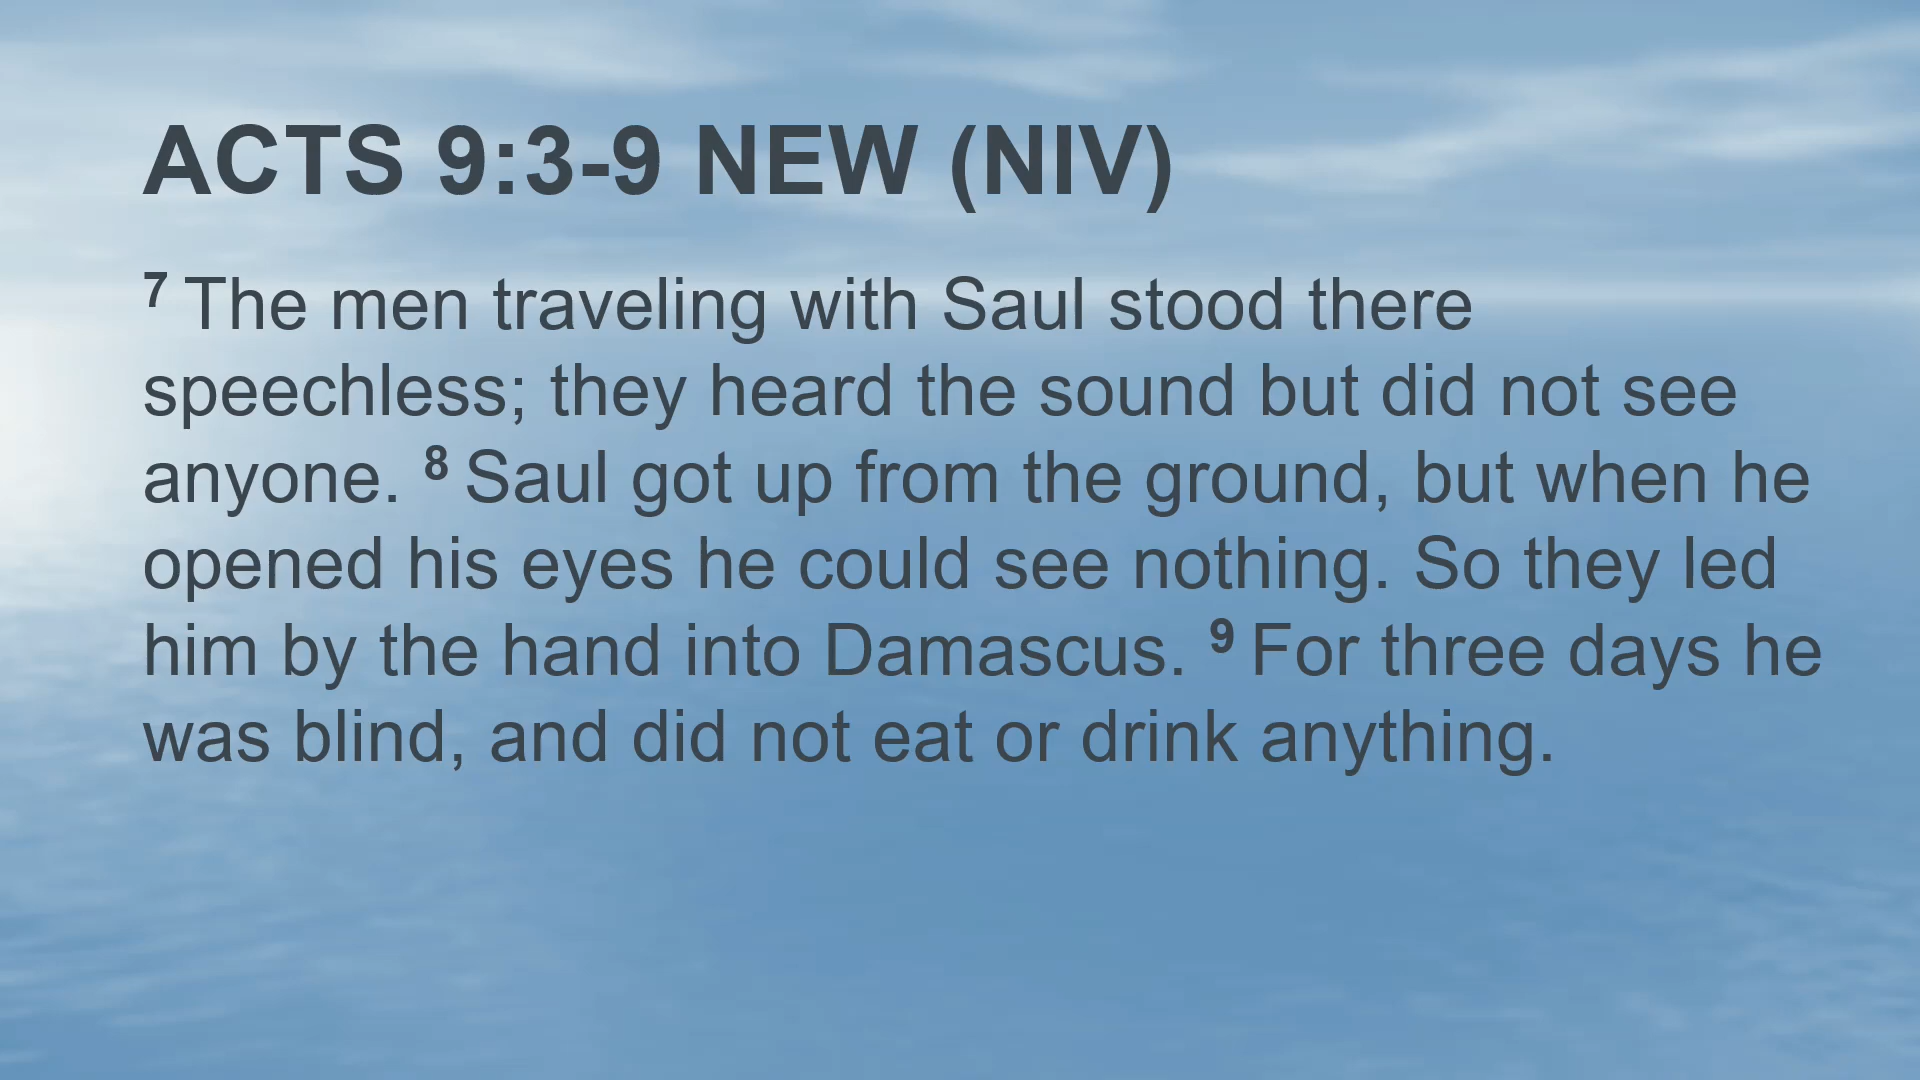 ACTS 9:3-9 NEW (NIV)
7 The men traveling with Saul stood there
speechless; they heard the sound but did not see
anyone. 8 Saul got up from the ground, but when he
opened his eyes he could see nothing. So they led
him by the hand into Damascus. 9 For three days he
was blind, and did not eat or drink anything.